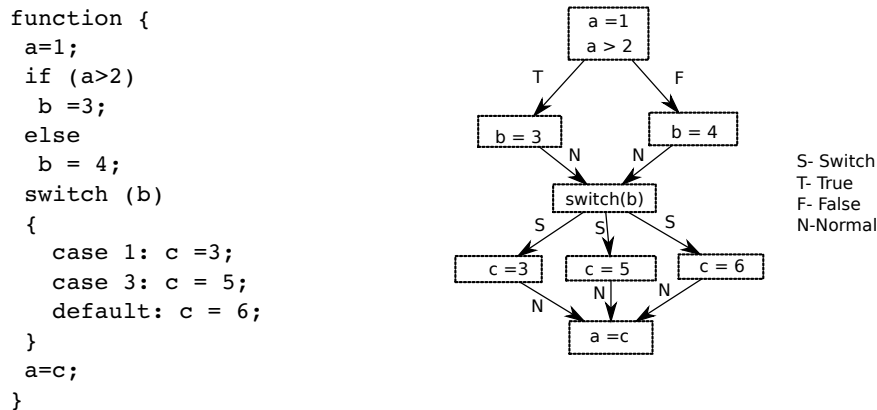 function {
a=1;
if (a>2)
b =3;
else
b = 4;
switch (b)
{
case 1: c =3;
case 3: c = 5;
default: c = 6;
}
a=c;
}
a =1
a > 2
T
F
b = 3
b = 4
N
N
switch(b)
S
S
S
c =3
c = 5
c = 6
N
N
N
a =c
S- Switch
T- True
F- False
N-Normal